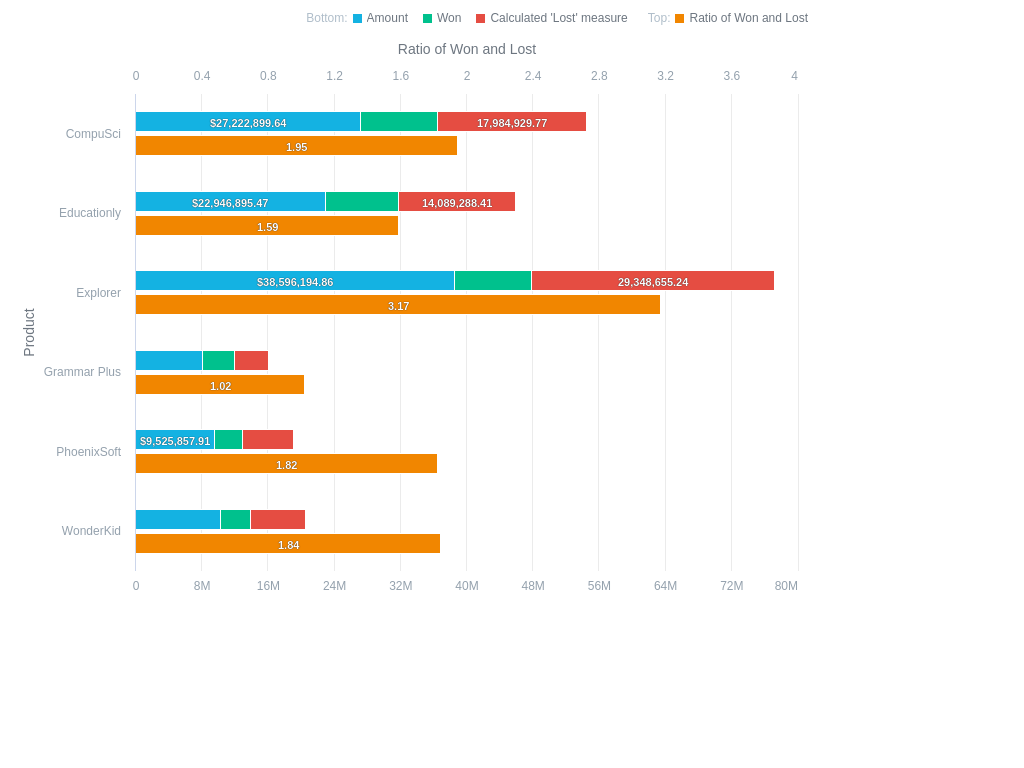 Bottom: Amount Won Calculated 'Lost' measure Top: Ratio of Won and Lost
Ratio of Won and Lost
0 0.4 0.8 1.2 1.6 2 2.4 2.8 3.2 3.6 4
CompuSci
$27,222,899.64 17,984,929.77
1.95
Educationly
$22,946,895.47 14,089,288.41
1.59
Explorer
$38,596,194.86 29,348,655.24
3.17
Product
Grammar Plus
1.02
PhoenixSoft
$9,525,857.91
1.82
WonderKid
1.84
0 8M 16M 24M 32M 40M 48M 56M 64M 72M 80M